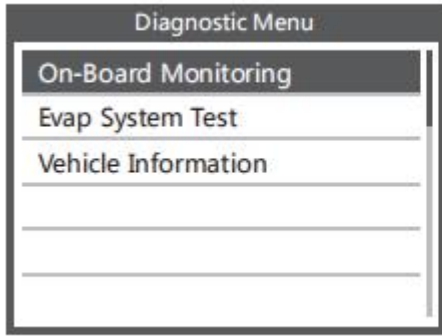 Diagnostic Menu
On-Board Monitoring
Evap System Test
Vehicle Information